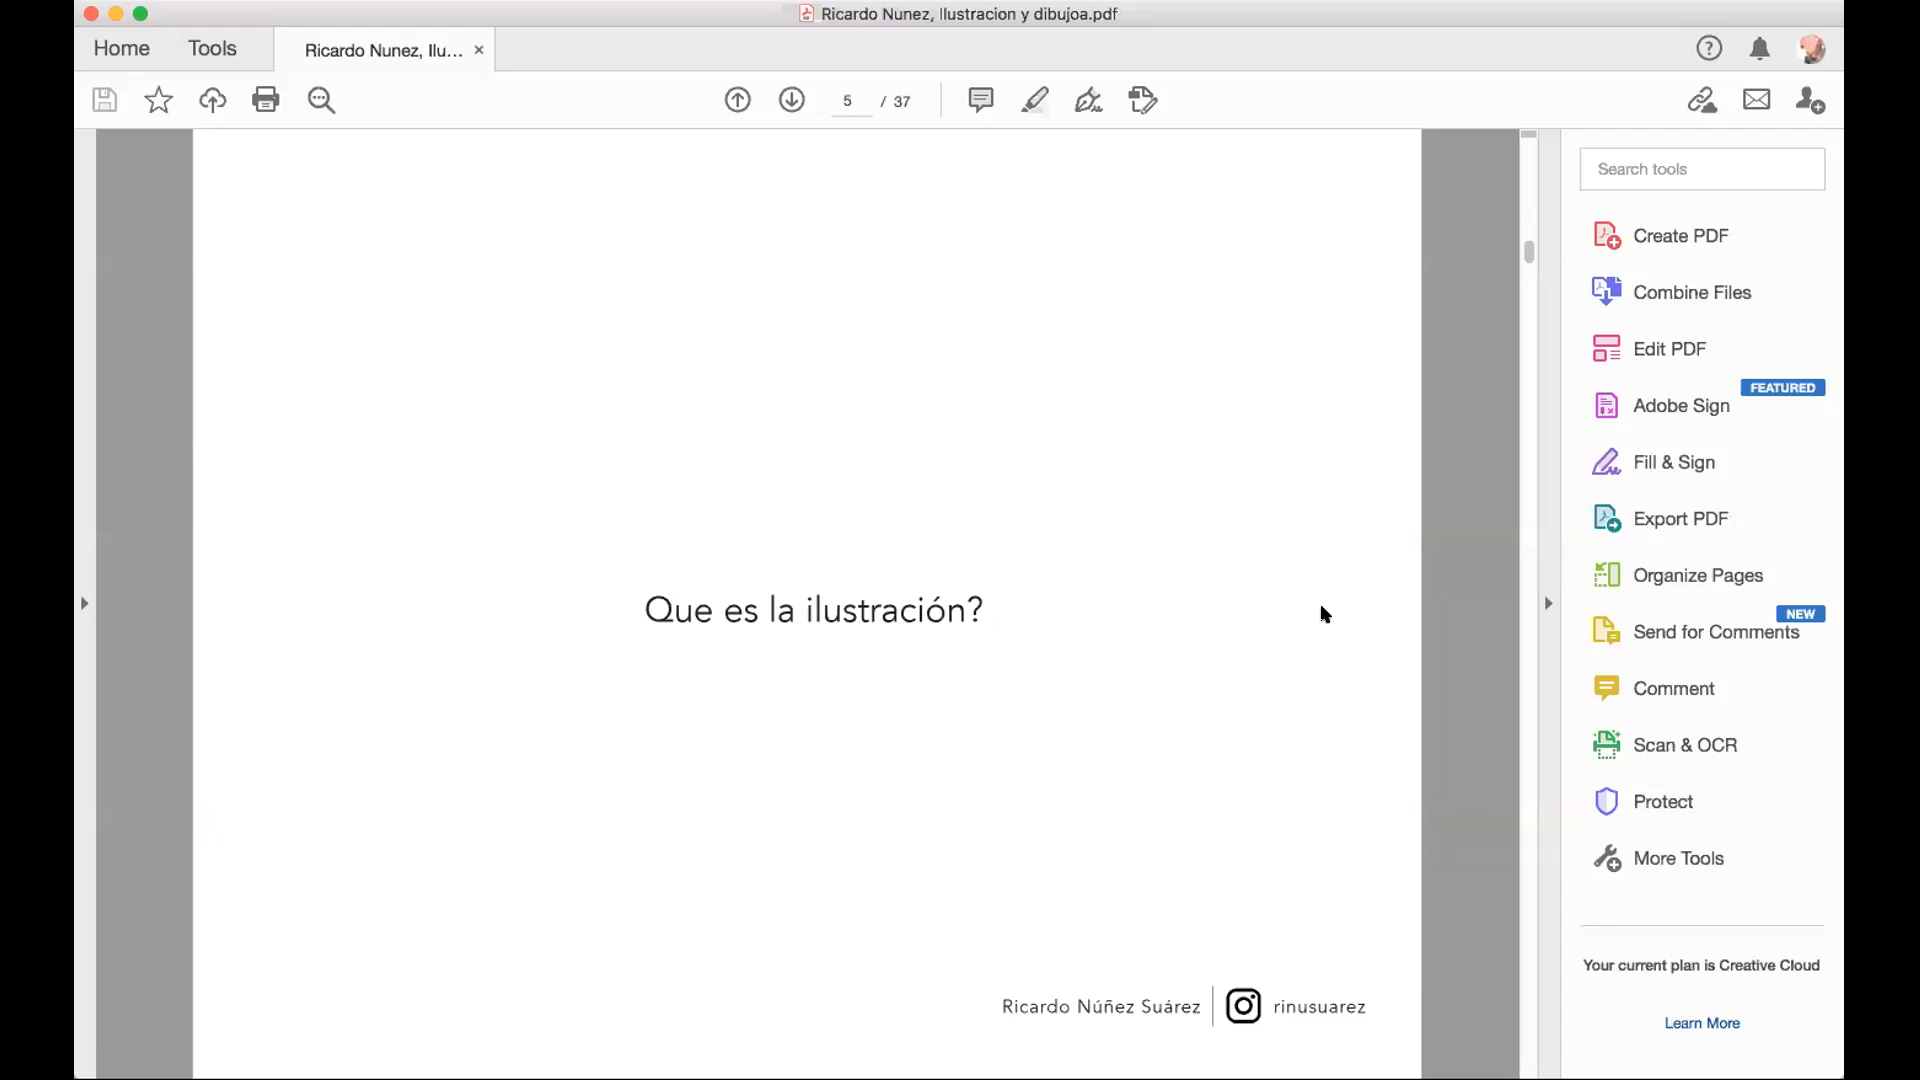 Ricardo Nunez, Ilustracion y dibujoa.pdf
Home
Tools
Ricardo Nunez, Ilu... ×
5 / 37
Search tools
Create PDF
Combine Files
Edit PDF
FEATURED
Adobe Sign
Fill & Sign
Export PDF
Organize Pages
NEW
Send for Comments
Comment
Scan & OCR
Protect
More Tools
Your current plan is Creative Cloud
Learn More
Que es la ilustración?
Ricardo Núñez Suárez
rinusuarez